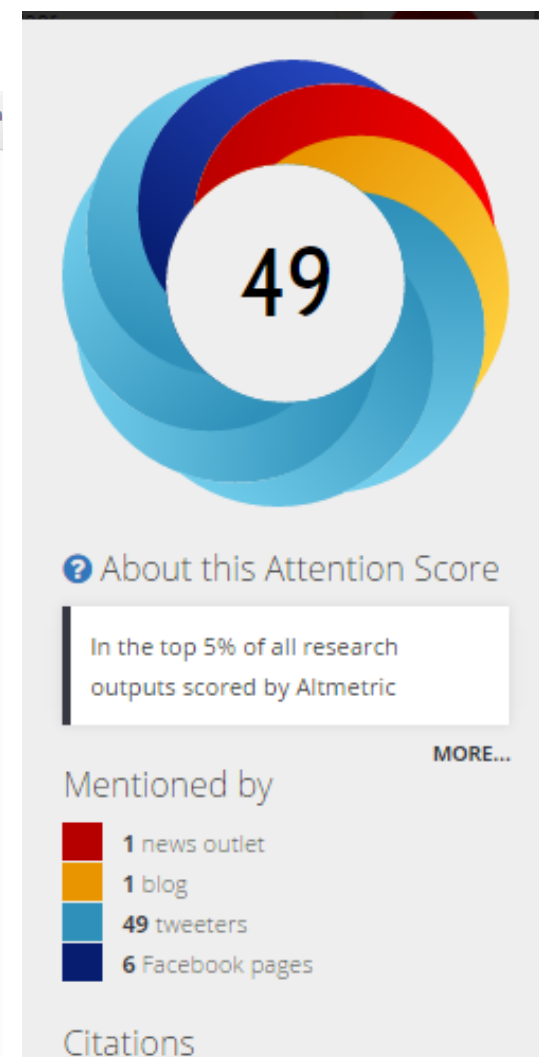 49
About this Attention Score
In the top 5% of all research
outputs scored by Altmetric
MORE...
Mentioned by
1 news outlet
1 blog
49 tweeters
6 Facebook pages
Citations